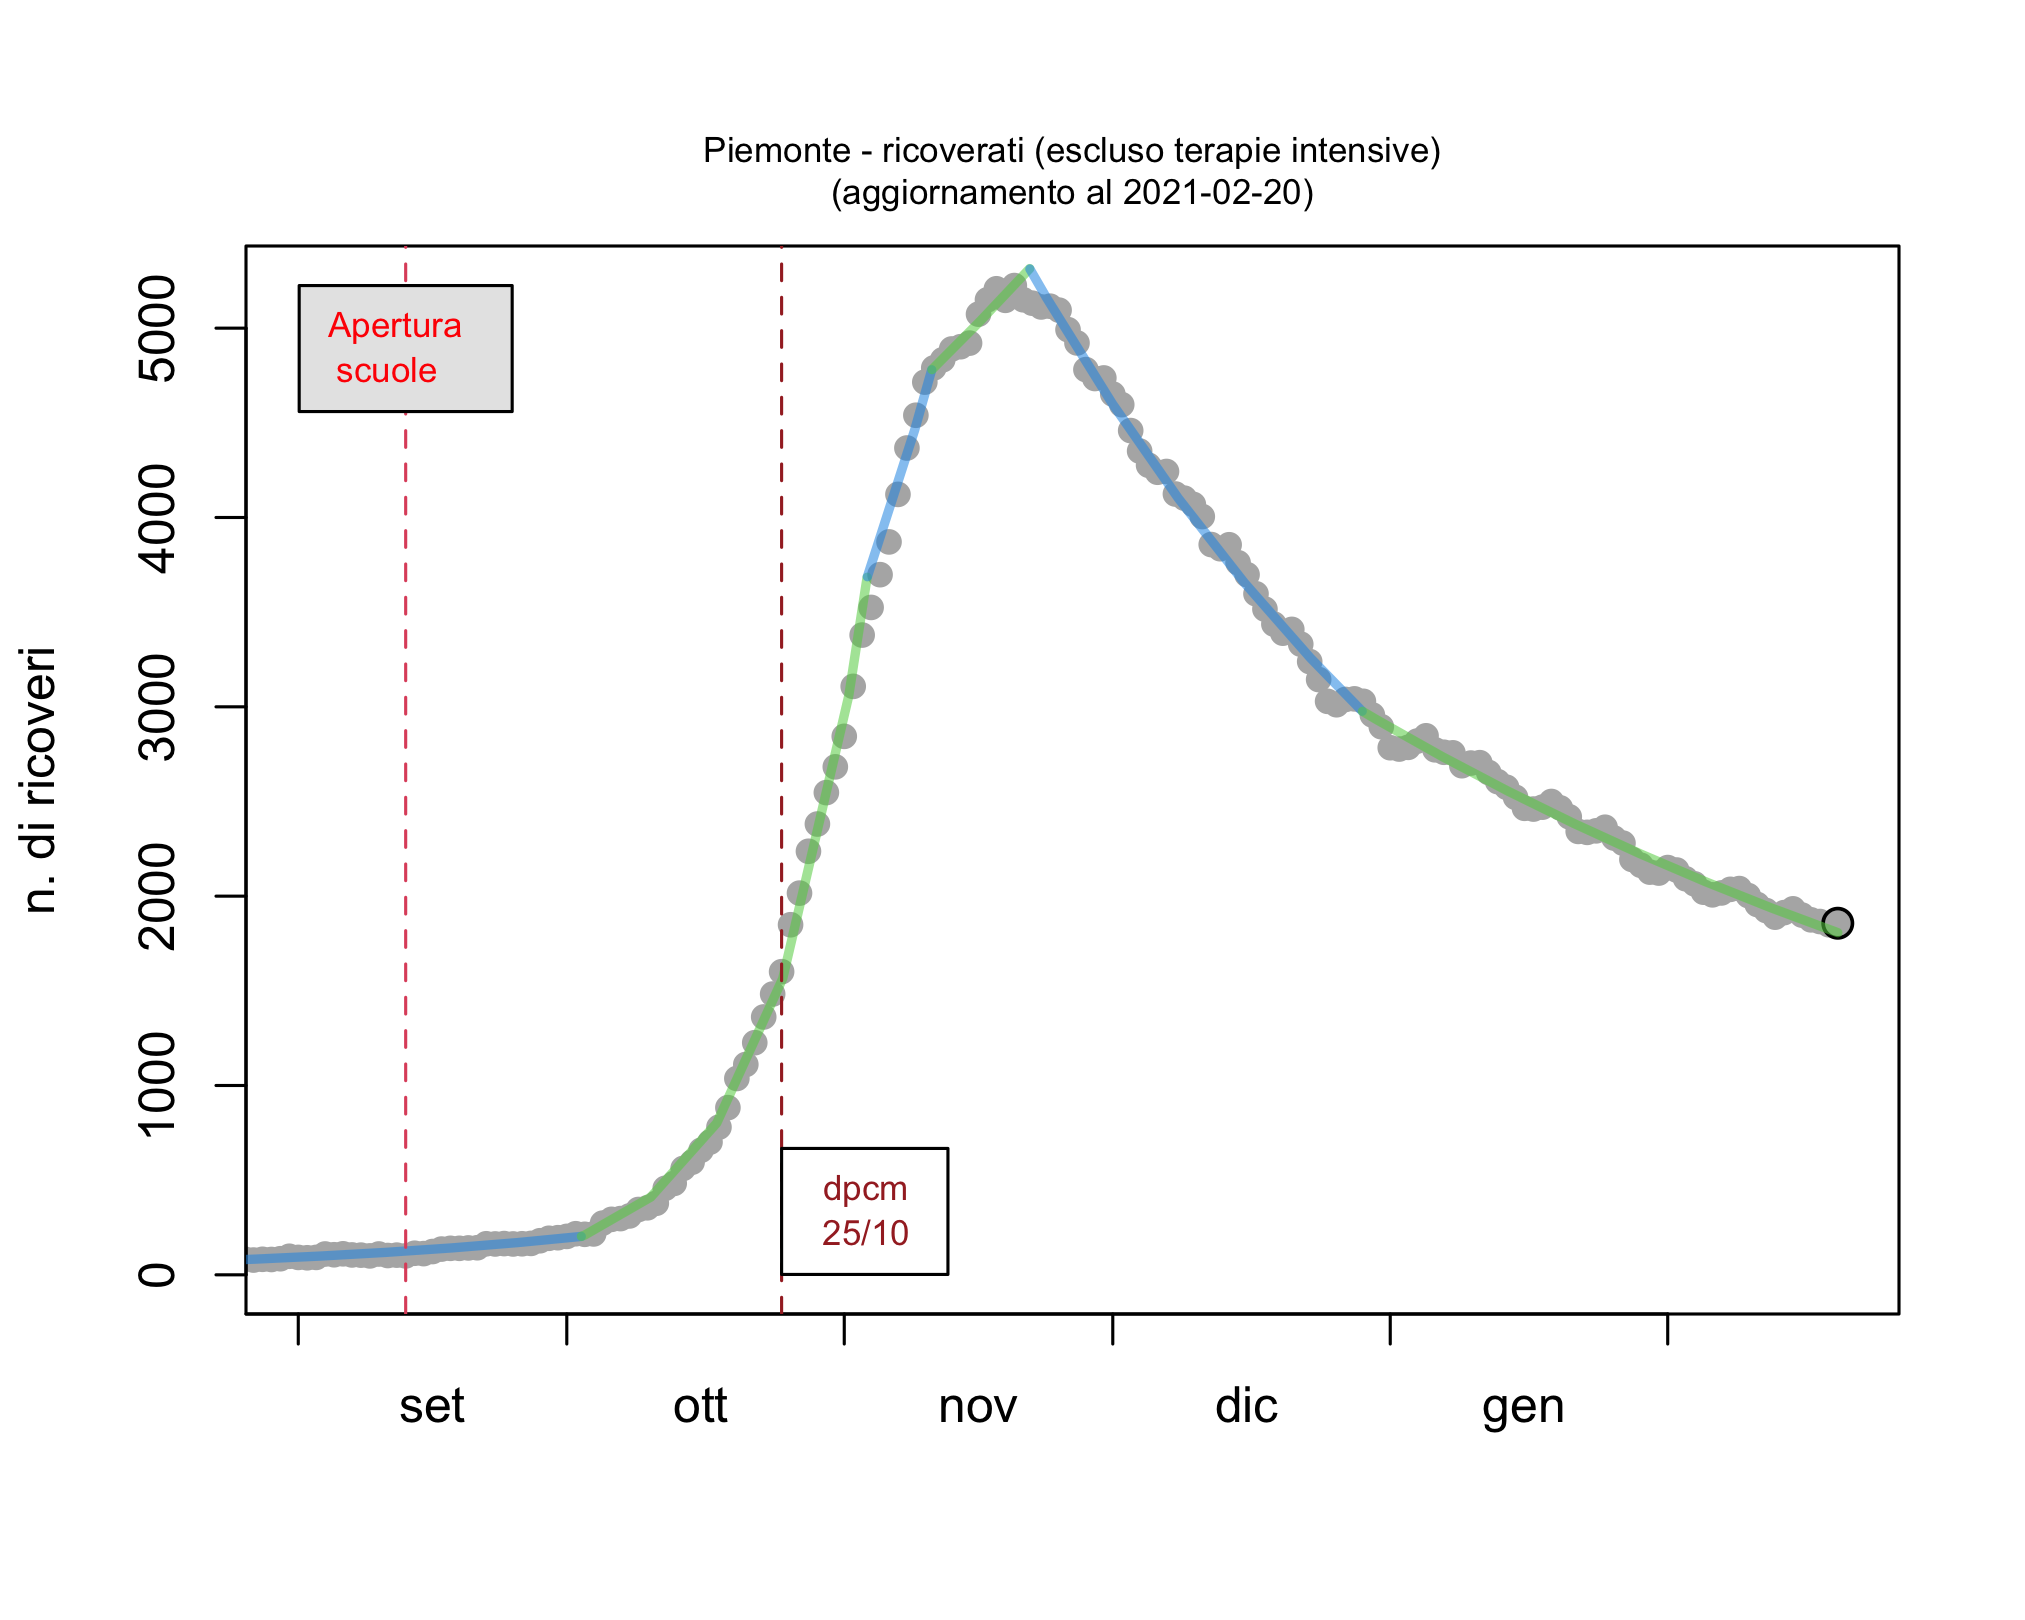 Piemonte - ricoverati (escluso terapie intensive)
(aggiornamento al 2021-02-20)
n. di ricoveri
5000
4000
3000
2000
1000
0
Apertura
scuole
dpcm
25/10
set ott nov dic gen